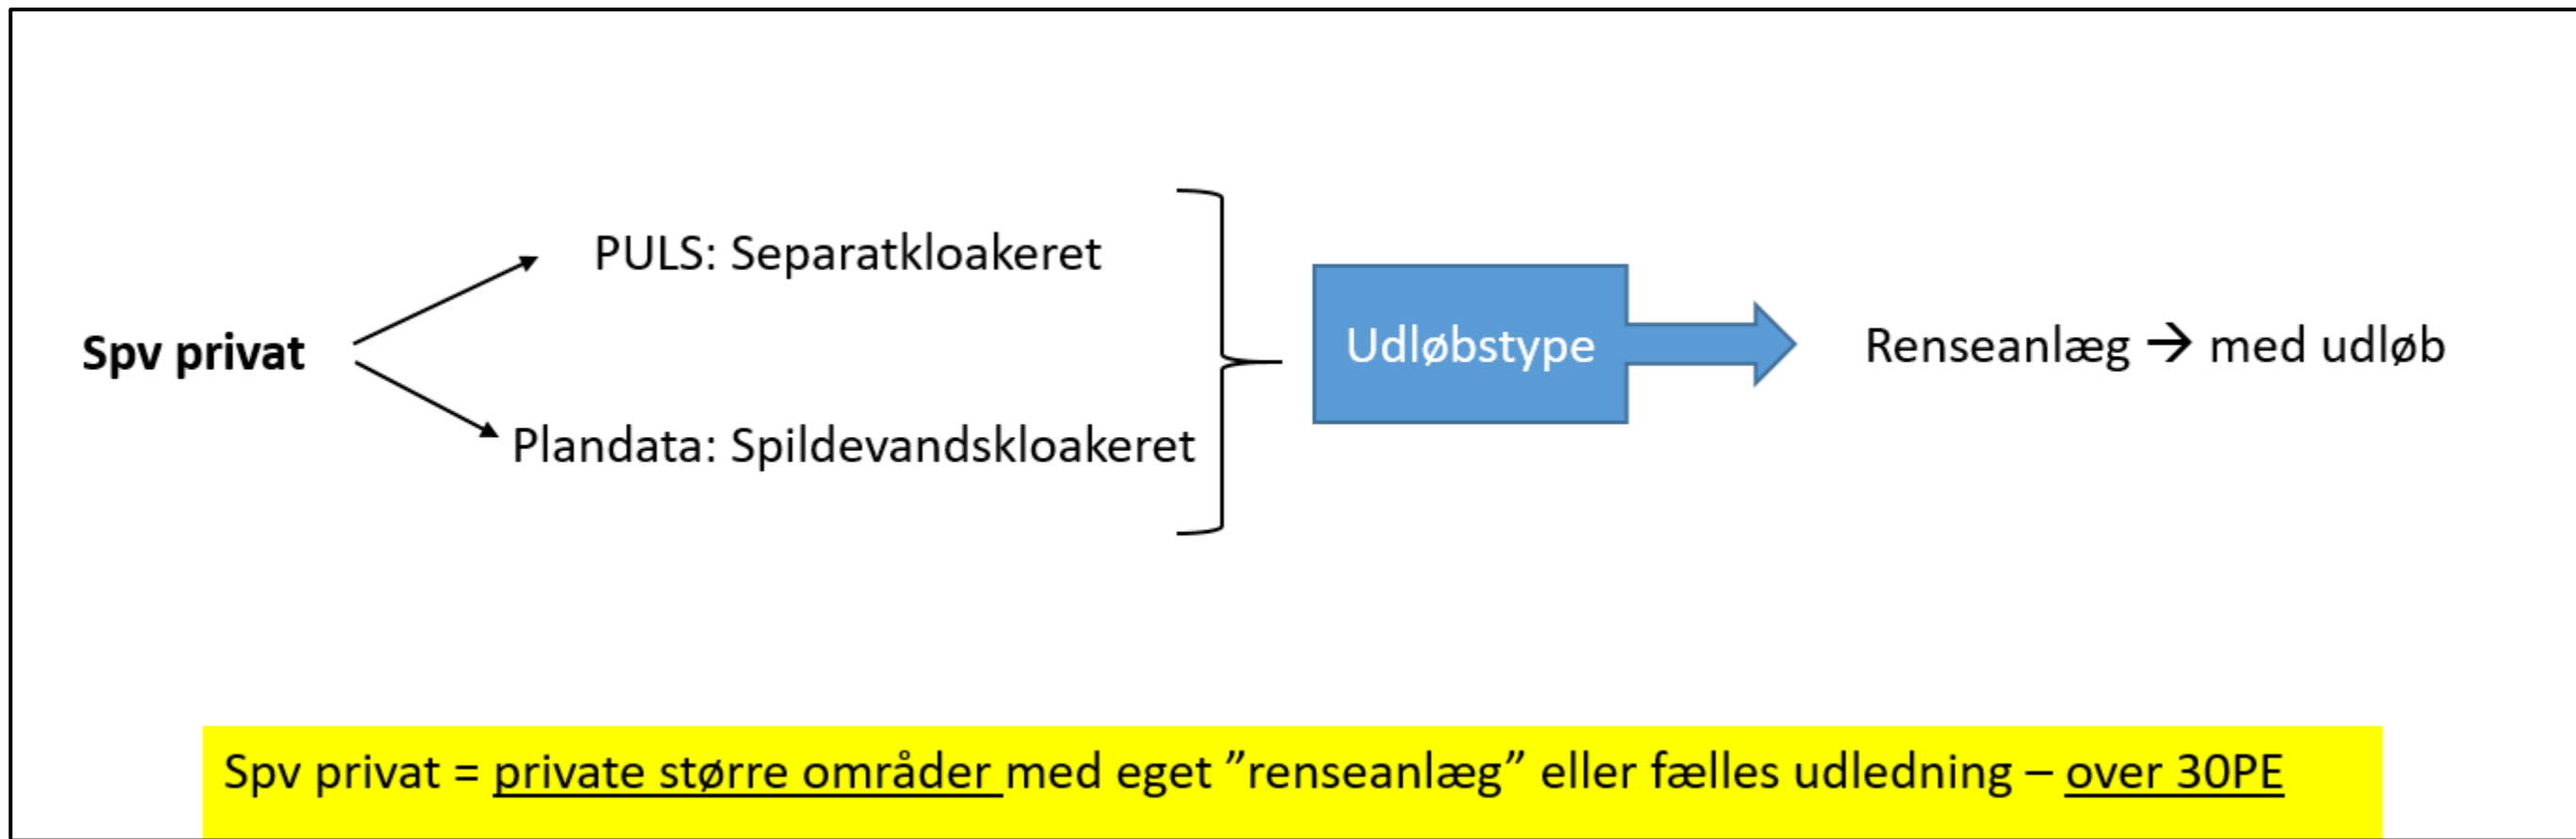 PULS: Separatkloakeret
Spv privat
Udløbstype
Renseanlæg → med udløb
Plandata: Spildevandskloakeret
Spv privat = private større områder med eget ”renseanlæg” eller fælles udledning – over 30PE